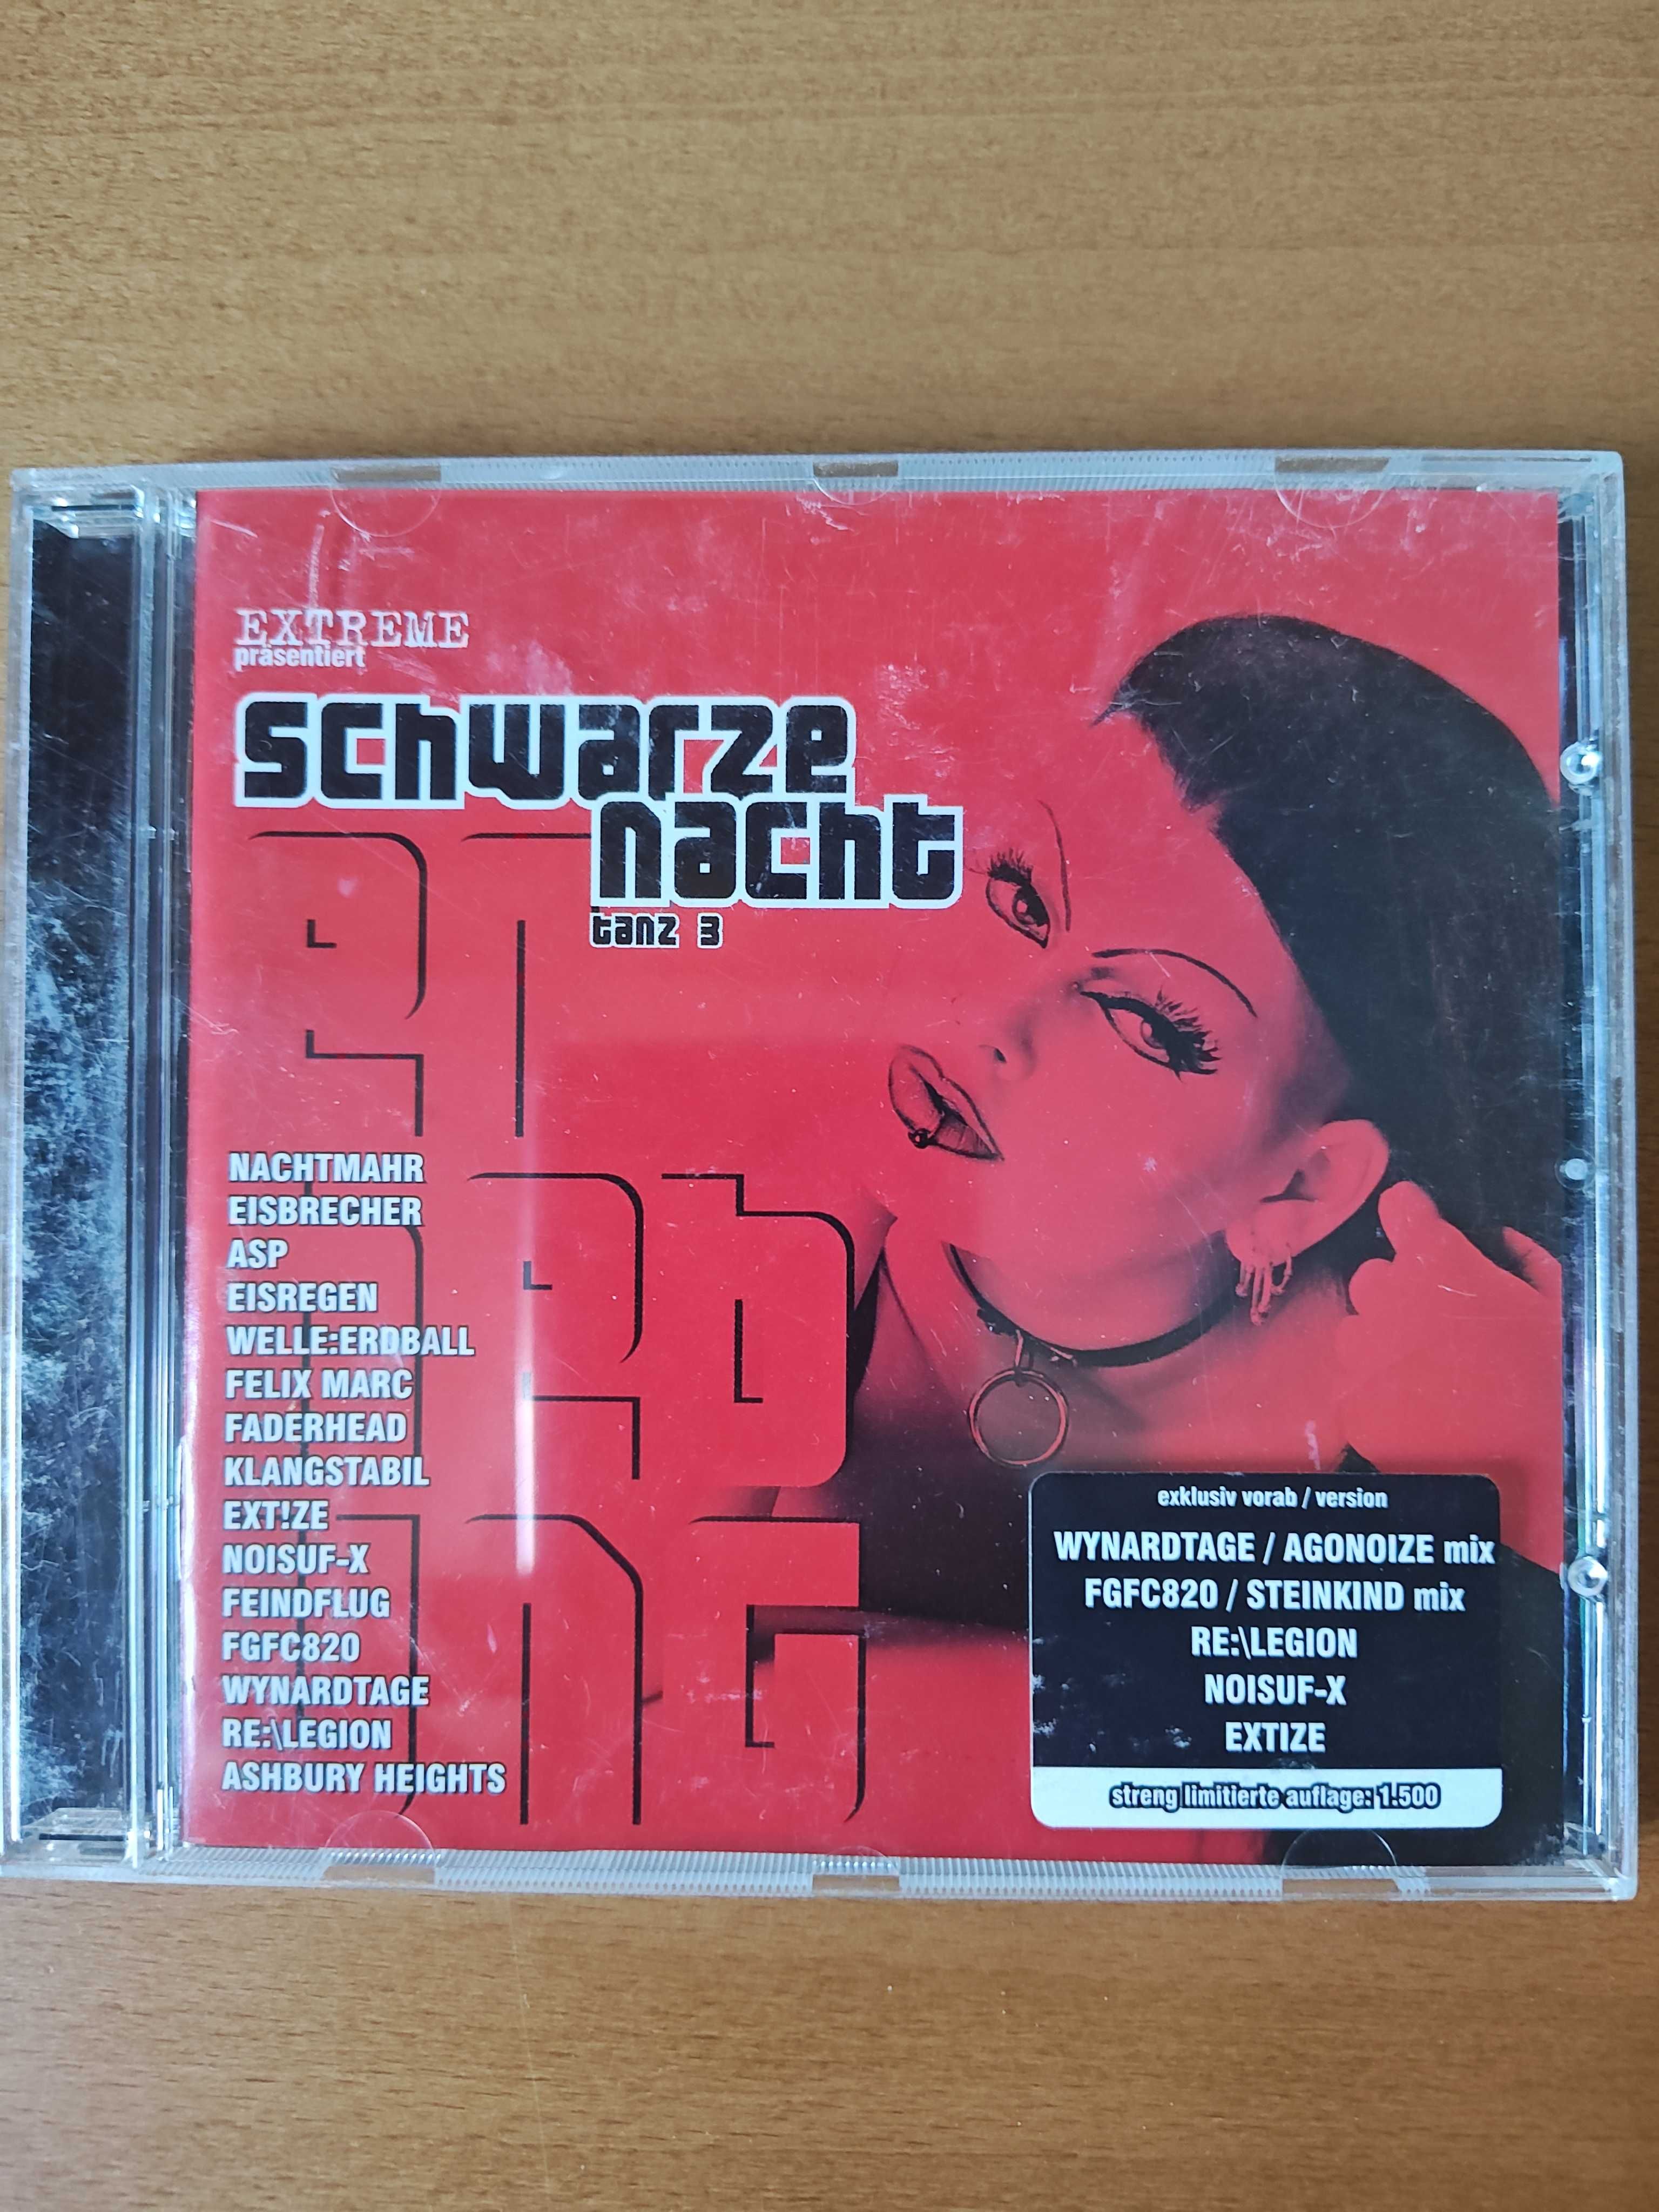 EXTREME
präsentiert
schwarze
nacht
tanz 3
NACHTMAHR
EISBRECHER
ASP
EISREGEN
WELLE:ERDBALL
FELIX MARC
FADERHEAD
KLANGSTABIL
EXT!ZE
NOISUF-X
FEINDFLUG
FGFC820
WYNARDTAGE
RE:\LEGION
ASHBURY HEIGHTS
exklusiv vorab / version
WYNARDTAGE / AGONOIZE mix
FGFC820 / STEINKIND mix
RE:\LEGION
NOISUF-X
EXTIZE
streng limitierte auflage: 1.500